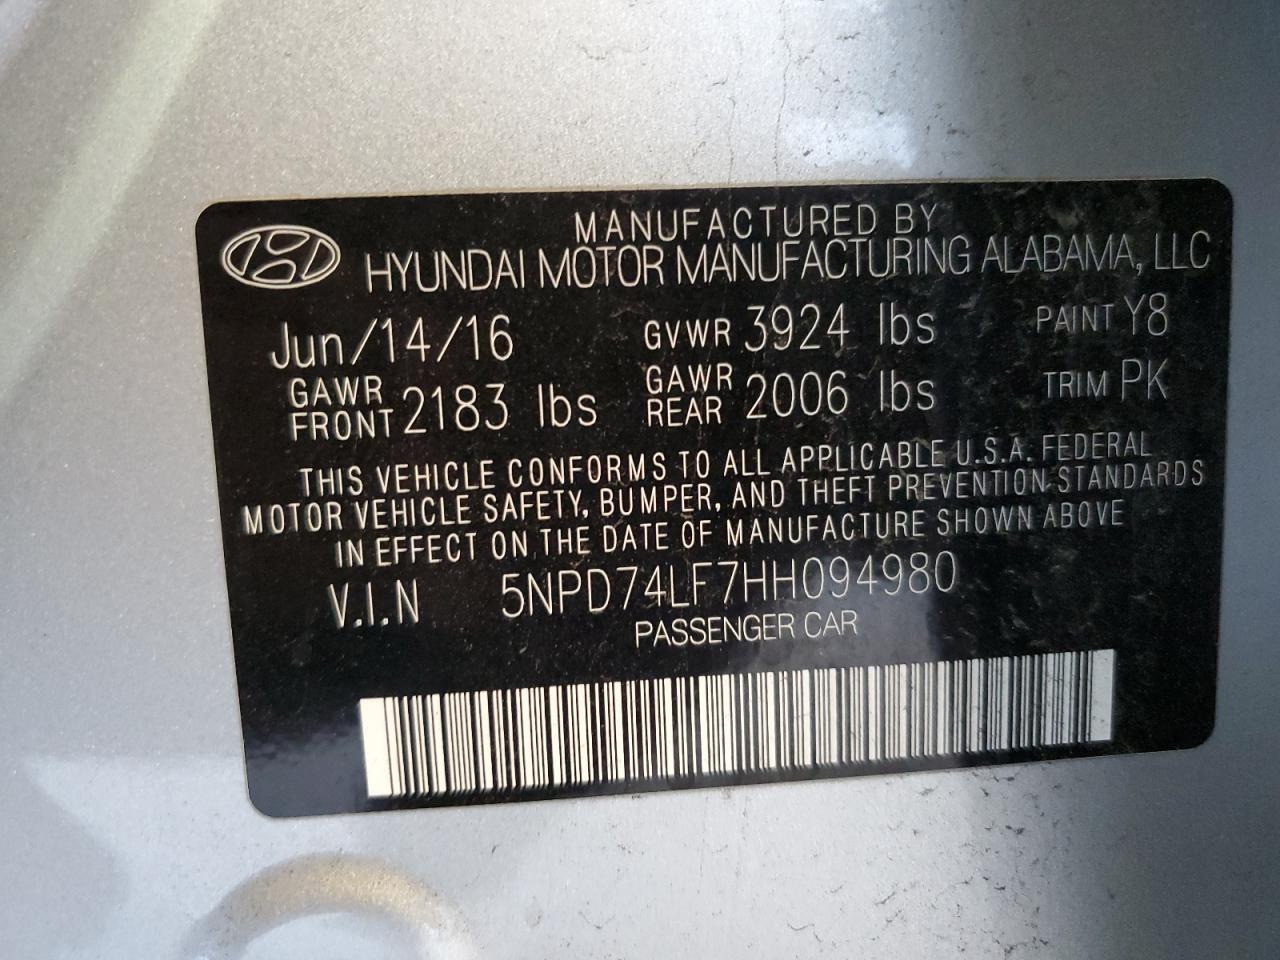 MANUFACTURED BY
HYUNDAI MOTOR MANUFACTURING ALABAMA, LLC
Jun/14/16 GVWR 3924 lbs PAINT Y8
GAWR FRONT 2183 lbs GAWR REAR 2006 lbs TRIM PK
THIS VEHICLE CONFORMS TO ALL APPLICABLE U.S.A. FEDERAL
MOTOR VEHICLE SAFETY, BUMPER, AND THEFT PREVENTION STANDARDS
IN EFFECT ON THE DATE OF MANUFACTURE SHOWN ABOVE
V.I.N 5NPD74LF7HH094980
PASSENGER CAR